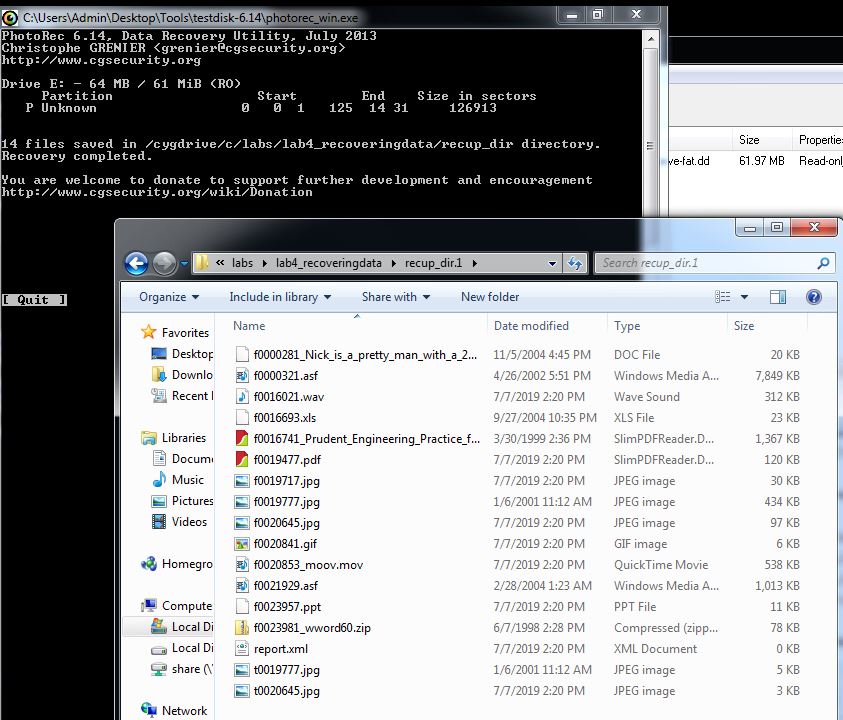 C:\Users\Admin\Desktop\Tools\testdisk-6.14\photorec_win.exe
PhotoRec 6.14, Data Recovery Utility, July 2013
Christophe GRENIER <grenier@cgsecurity.org>
http://www.cgsecurity.org
Drive E: - 64 MB / 61 MiB (RO)
Partition Start End Size in sectors
P Unknown 0 0 1 125 14 31 126913
14 files saved in /cygdrive/c/labs/lab4_recoveringdata/recup_dir directory.
Recovery completed.
You are welcome to donate to support further development and encouragement
http://www.cgsecurity.org/wiki/Donation
[ Quit ]
Size Properties
ve-fat.dd 61.97 MB Read-only
« labs lab4_recoveringdata recup_dir.1
Search recup_dir.1
Organize Include in library Share with New folder
Name Date modified Type Size
f0000281_Nick_is_a_pretty_man_with_a_2... 11/5/2004 4:45 PM DOC File 20 KB
f0000321.asf 4/26/2002 5:51 PM Windows Media A... 7,849 KB
f0016021.wav 7/7/2019 2:20 PM Wave Sound 312 KB
f0016693.xls 9/27/2004 10:35 PM XLS File 23 KB
f0016741_Prudent_Engineering_Practice_f... 3/30/1999 2:36 PM SlimPDFReader.D... 1,367 KB
f0019477.pdf 7/7/2019 2:20 PM SlimPDFReader.D... 120 KB
f0019717.jpg 7/7/2019 2:20 PM JPEG image 30 KB
f0019777.jpg 1/6/2001 11:12 AM JPEG image 434 KB
f0020645.jpg 7/7/2019 2:20 PM JPEG image 97 KB
f0020841.gif 7/7/2019 2:20 PM GIF image 6 KB
f0020853_moov.mov 7/7/2019 2:20 PM QuickTime Movie 538 KB
f0021929.asf 2/28/2004 1:23 AM Windows Media A... 1,013 KB
f0023957.ppt 7/7/2019 2:20 PM PPT File 11 KB
f0023981_wword60.zip 6/7/1998 2:28 PM Compressed (zipp... 78 KB
report.xml 7/7/2019 2:20 PM XML Document 0 KB
t0019777.jpg 1/6/2001 11:12 AM JPEG image 5 KB
t0020645.jpg 7/7/2019 2:20 PM JPEG image 3 KB
Favorites
Desktop
Downlo
Recent
Libraries
Docume
Music
Pictures
Videos
Homegro
Compute
Local Di
Local Di
share (\\
Network